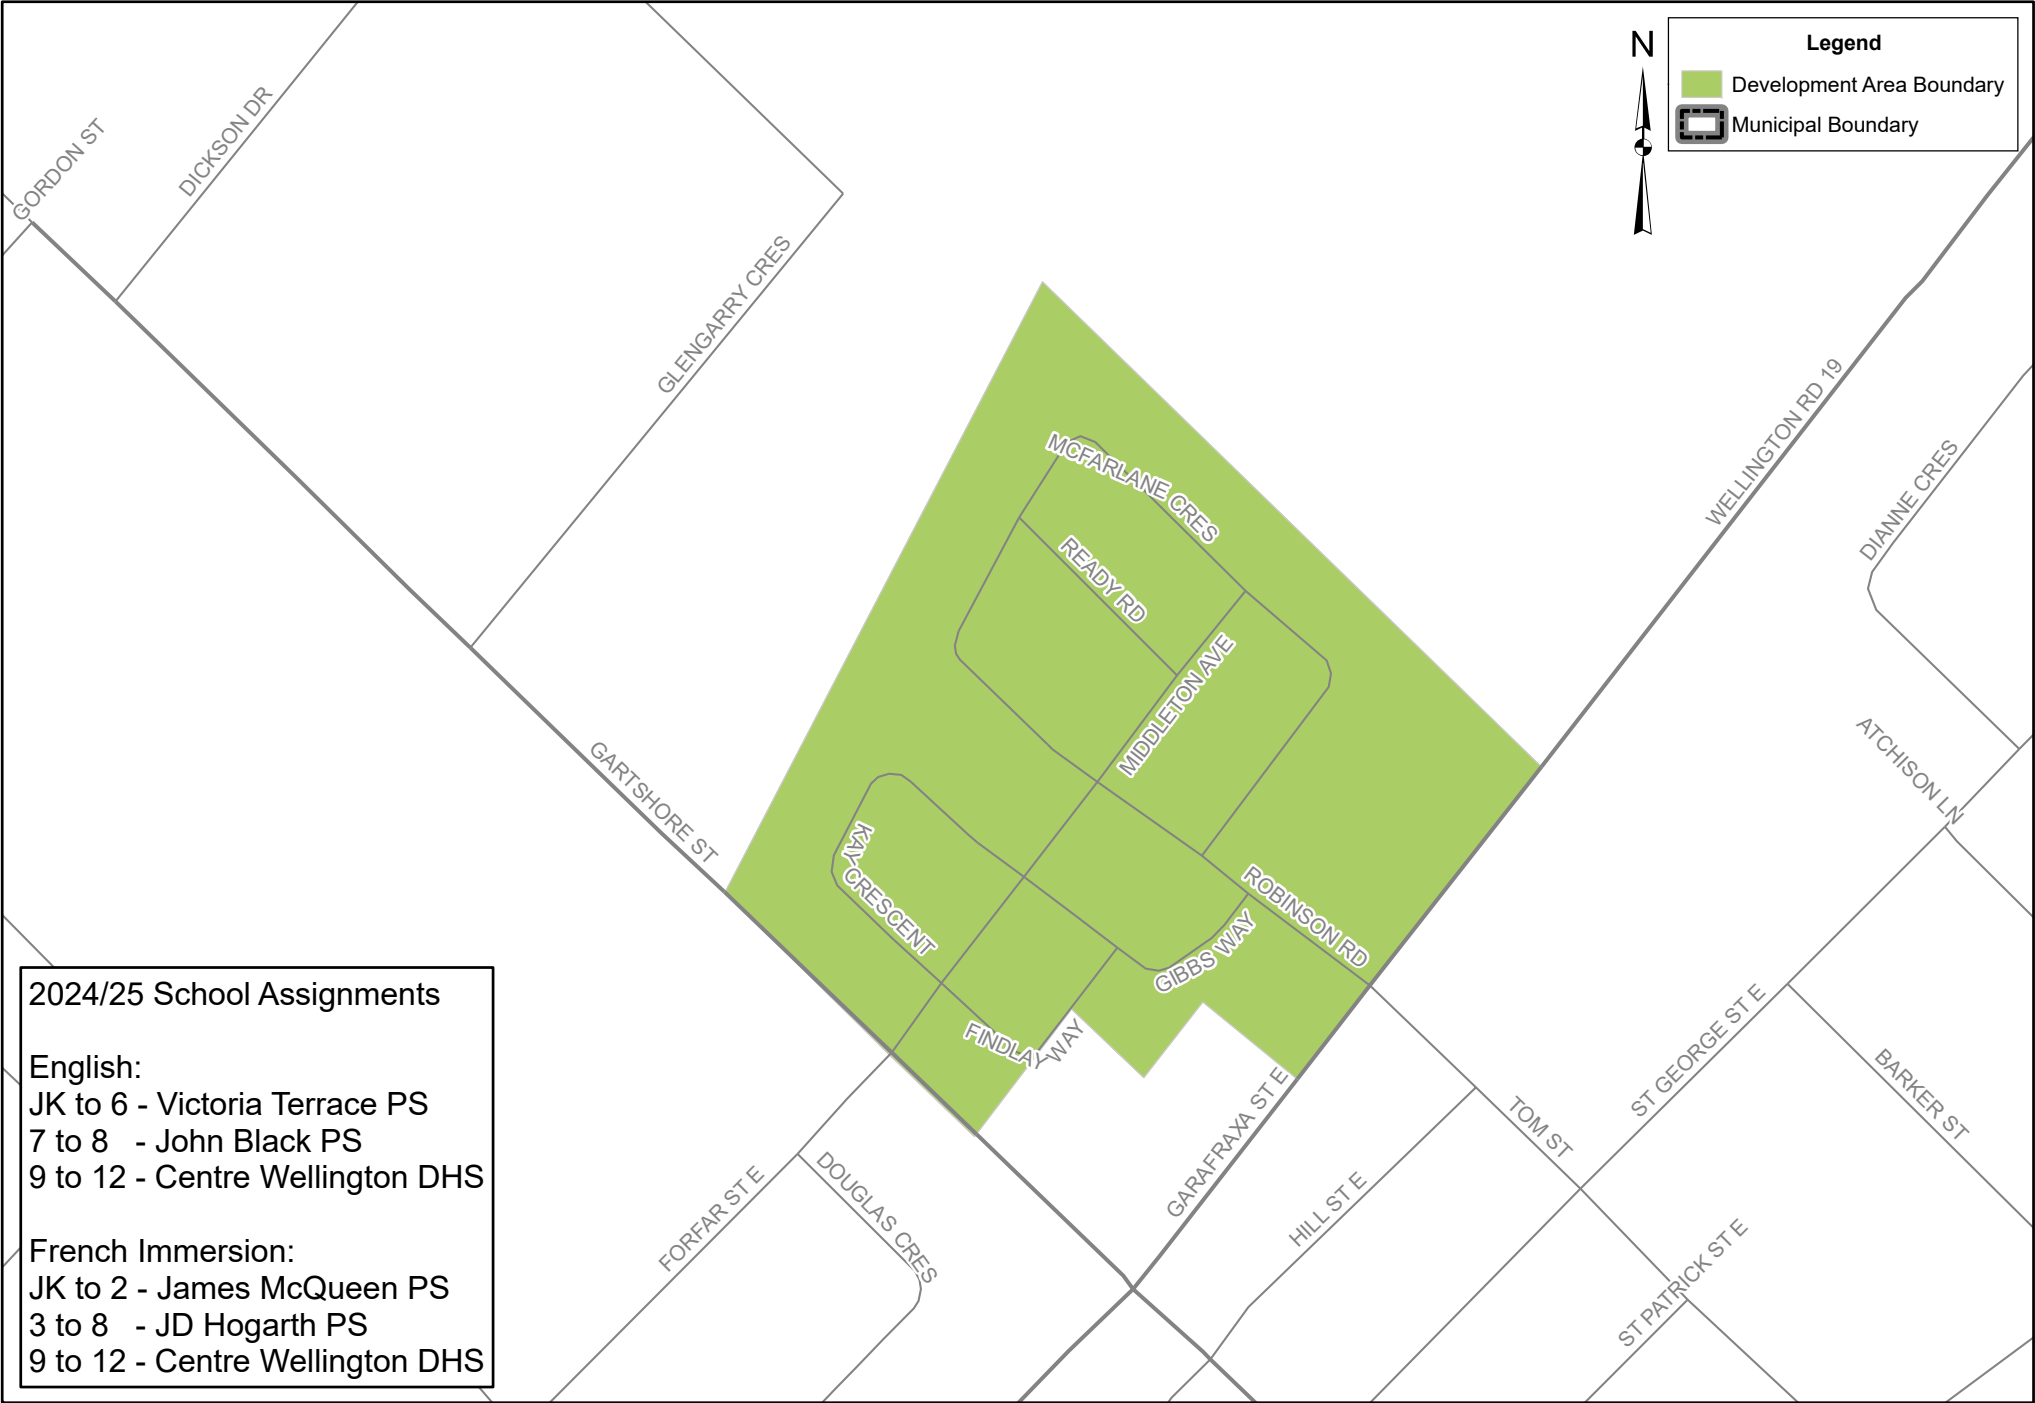 N
Legend
Development Area Boundary
Municipal Boundary
GORDON ST
DICKSON DR
GLENGARRY CRES
WELLINGTON RD 19
DIANNE CRES
MCFARLANE CRES
READY RD
MIDDLETON AVE
ATCHISON LN
GARTSHORE ST
KAY CRESCENT
ROBINSON RD
GIBBS WAY
FINDLAY WAY
ST GEORGE ST E
BARKER ST
GARAFRAXA ST E
TOM ST
HILL ST E
ST PATRICK ST E
FORFAR ST E
DOUGLAS CRES
2024/25 School Assignments
English:
JK to 6 - Victoria Terrace PS
7 to 8 - John Black PS
9 to 12 - Centre Wellington DHS
French Immersion:
JK to 2 - James McQueen PS
3 to 8 - JD Hogarth PS
9 to 12 - Centre Wellington DHS